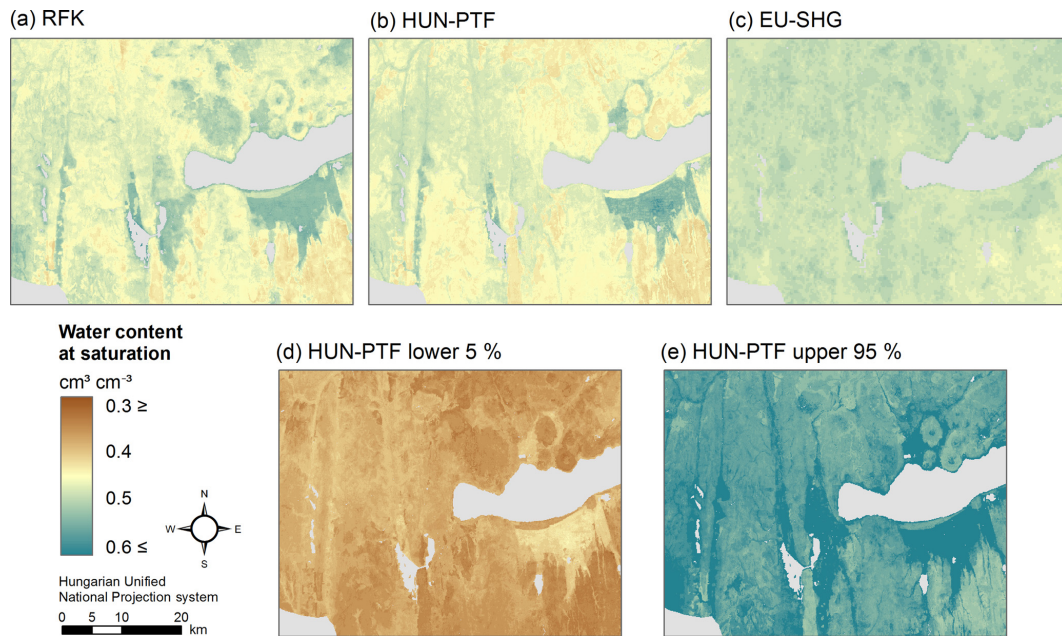 (a) RFK
(b) HUN-PTF
(c) EU-SHG
Water content
at saturation
cm³ cm⁻³
0.3 ≥
0.4
0.5
0.6 ≤
N
W E
S
Hungarian Unified
National Projection system
0 5 10 20
km
(d) HUN-PTF lower 5 %
(e) HUN-PTF upper 95 %